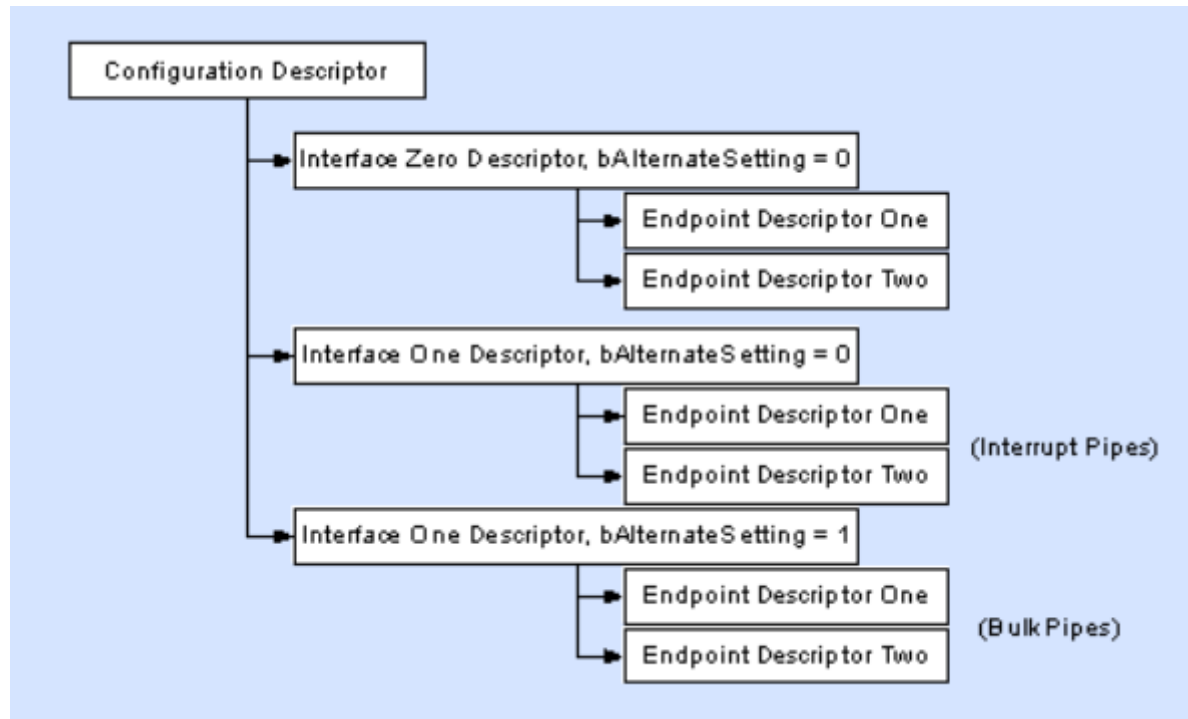 Configuration Descriptor
Interface Zero Descriptor, bAlternateSetting = 0
Endpoint Descriptor One
Endpoint Descriptor Two
Interface One Descriptor, bAlternateSetting = 0
Endpoint Descriptor One
(Interrupt Pipes)
Endpoint Descriptor Two
Interface One Descriptor, bAlternateSetting = 1
Endpoint Descriptor One
(Bulk Pipes)
Endpoint Descriptor Two